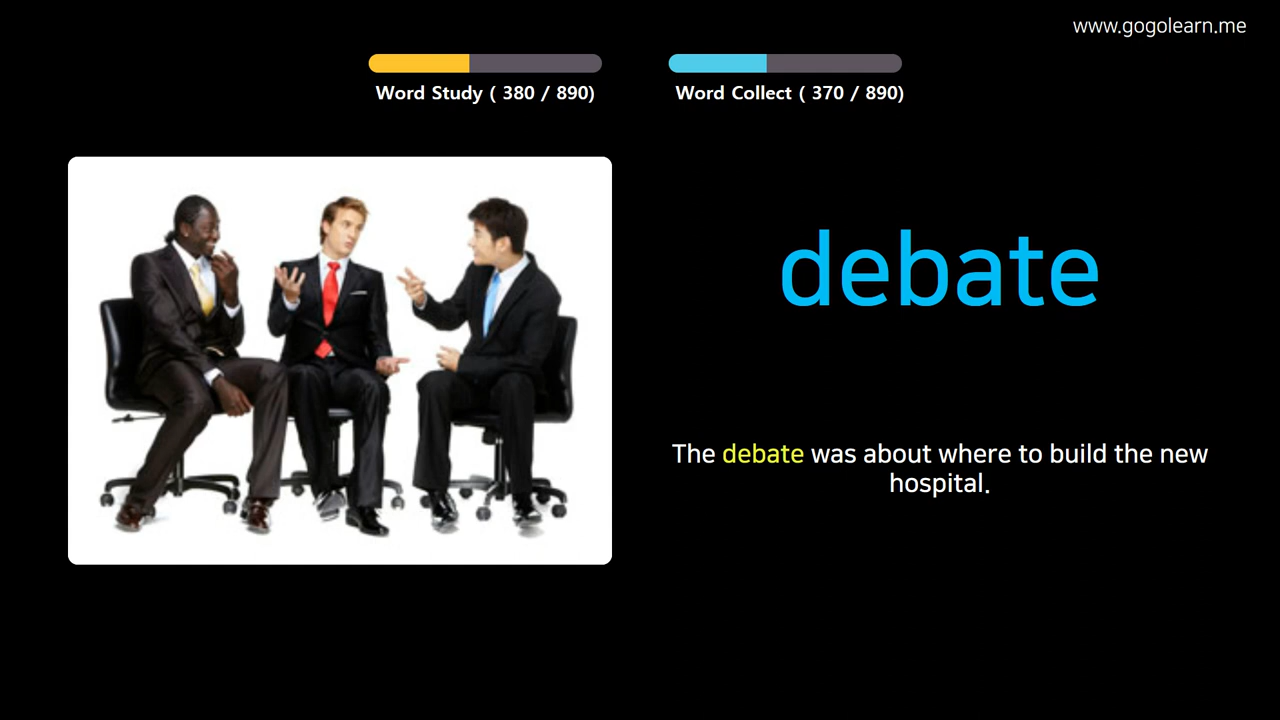 www.gogolearn.me
Word Study ( 380 / 890)
Word Collect ( 370 / 890)
debate
The debate was about where to build the new
hospital.